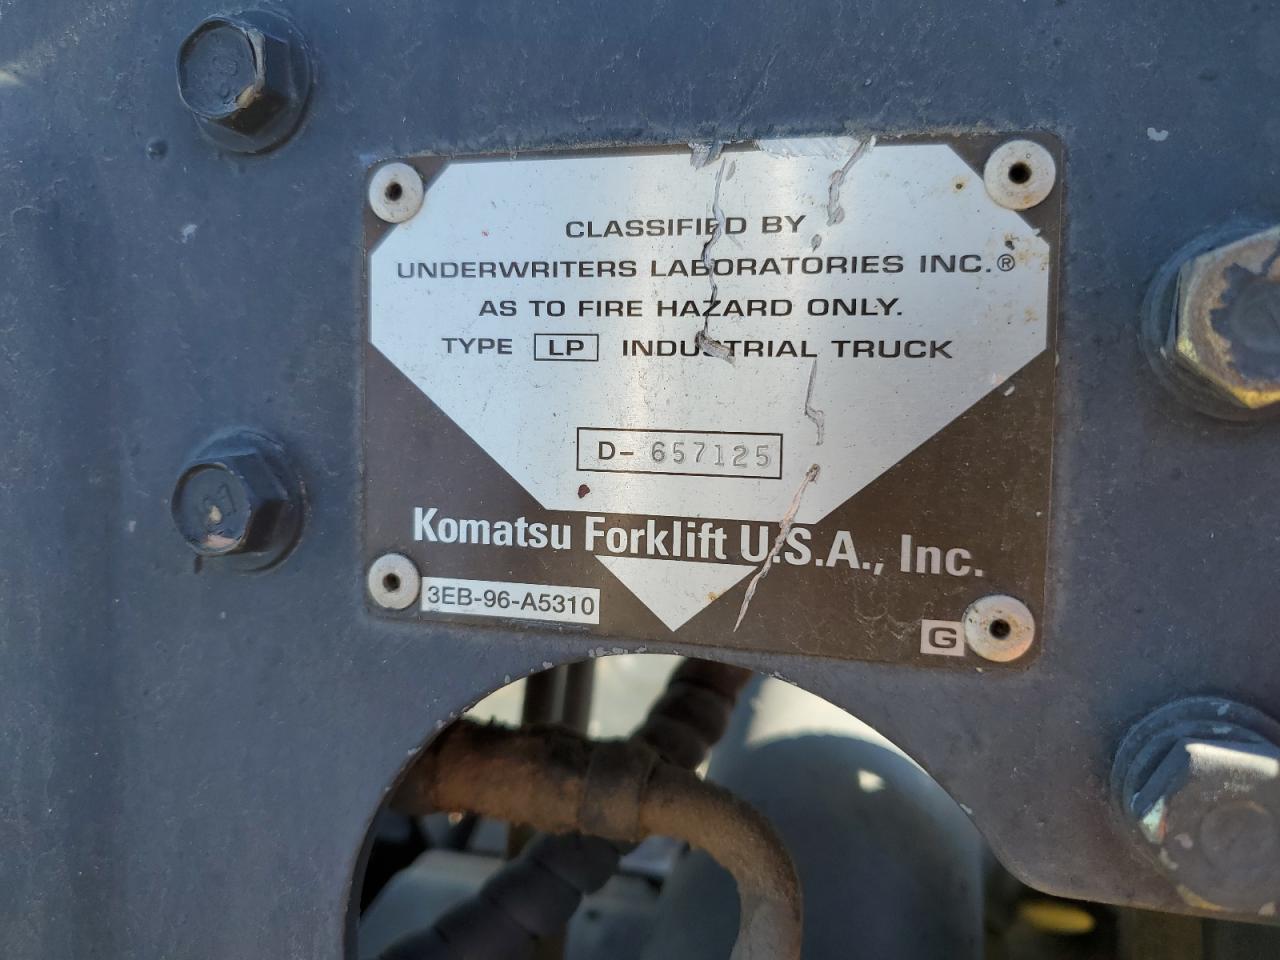 CLASSIFIED BY
UNDERWRITERS LABORATORIES INC.®
AS TO FIRE HAZARD ONLY.
TYPE LP INDUSTRIAL TRUCK
D- 657125
Komatsu Forklift U.S.A., Inc.
3EB-96-A5310
G